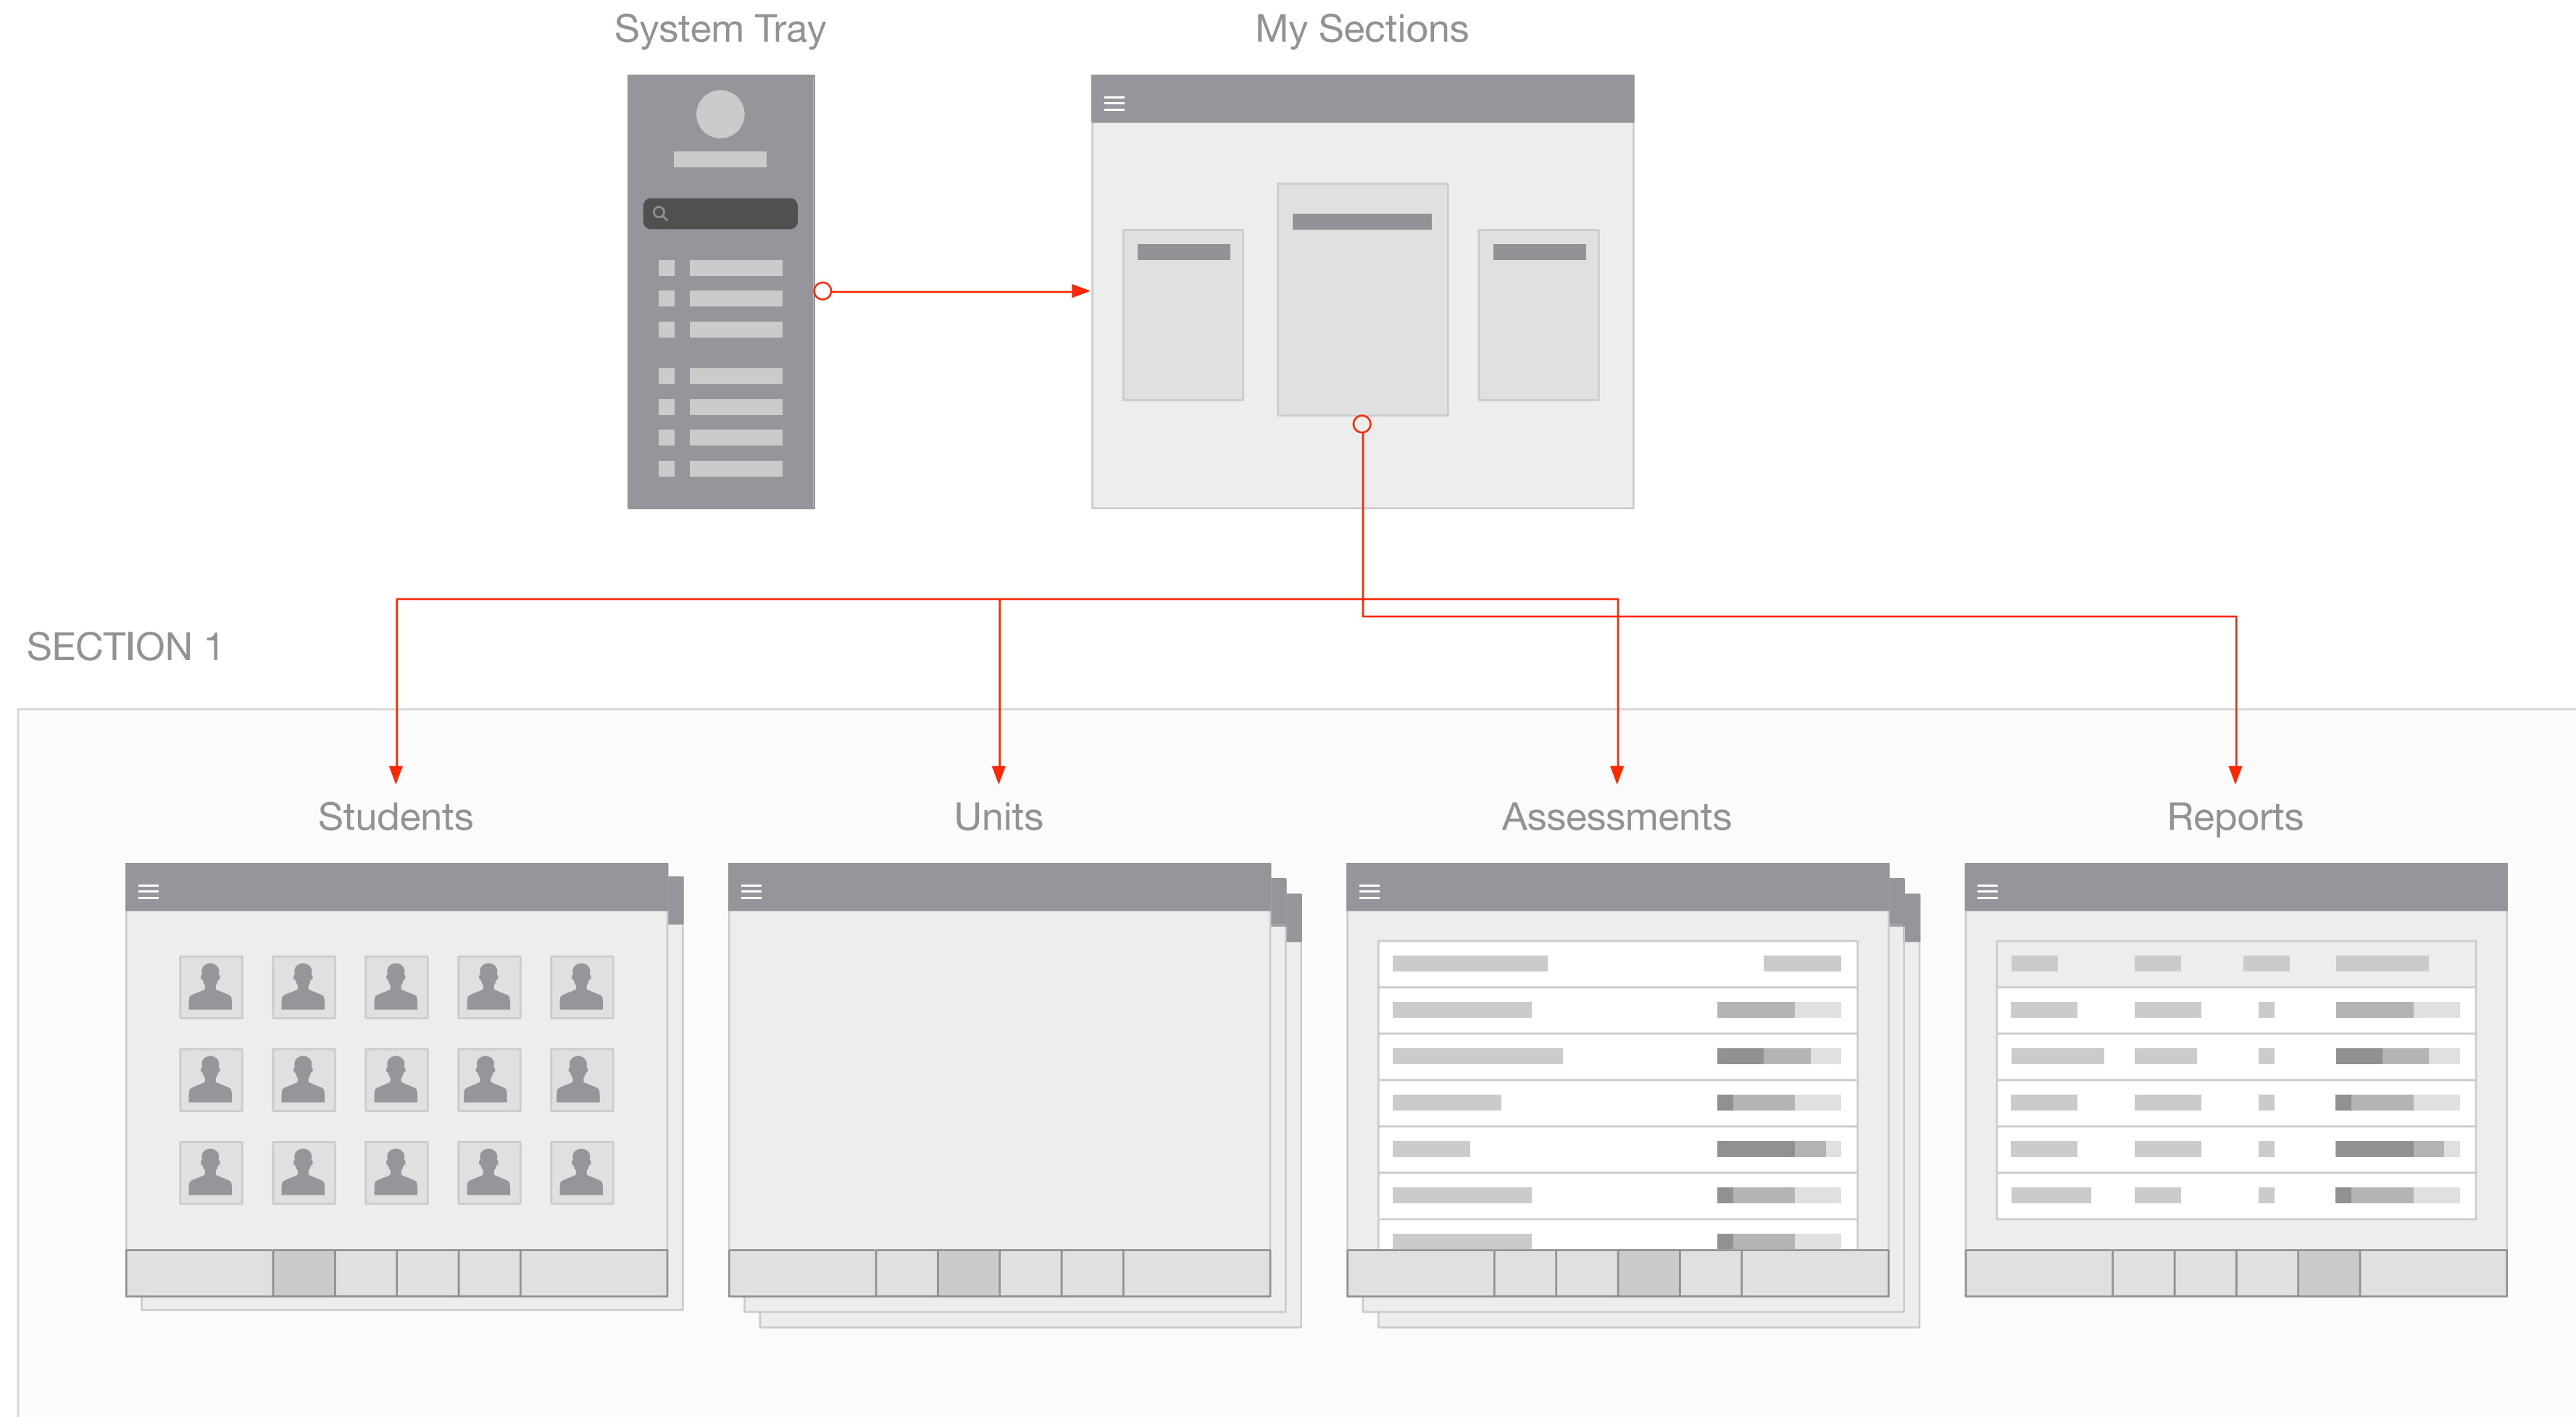 System Tray
My Sections
SECTION 1
Students
Units
Assessments
Reports